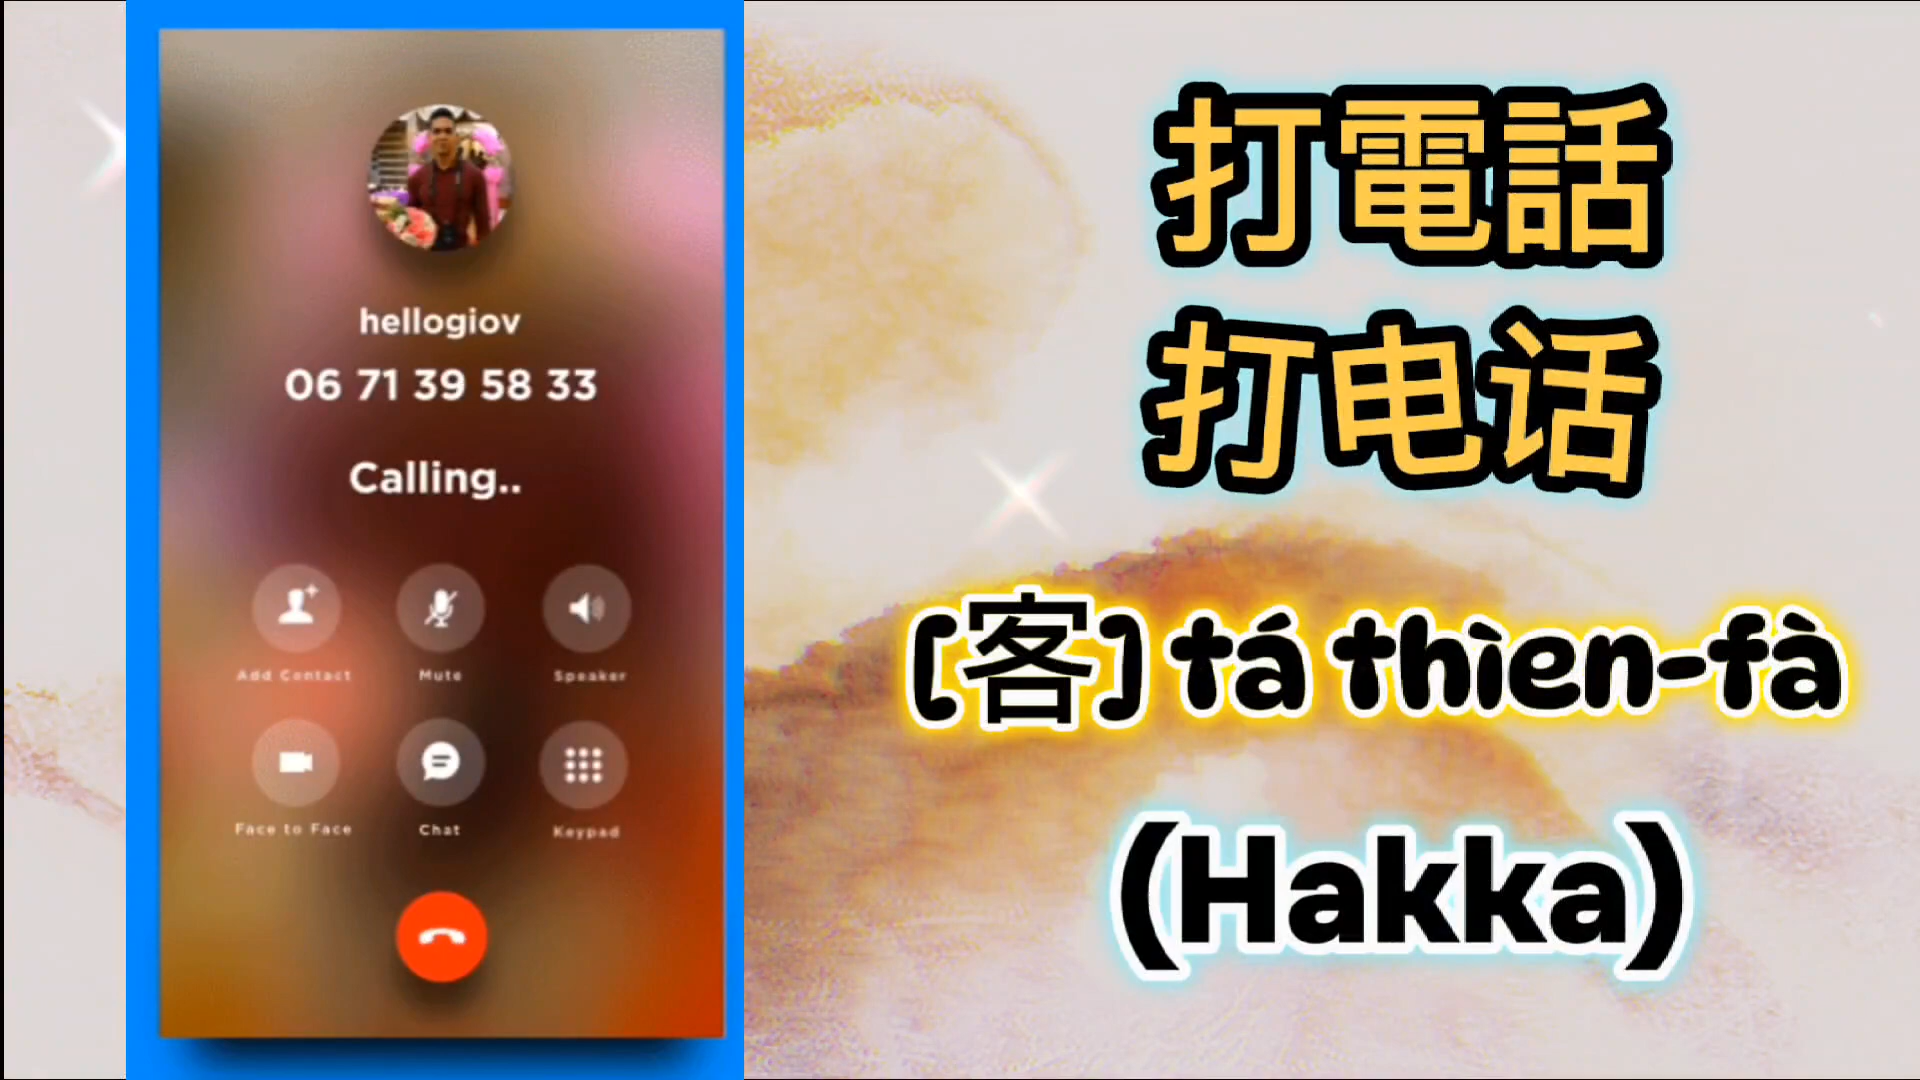 hellogiov
06 71 39 58 33
Calling..
Add Contact
Mute
Speaker
Face to Face
Chat
Keypad
打電話
打电话
[客] tá thìen-fà
(Hakka)